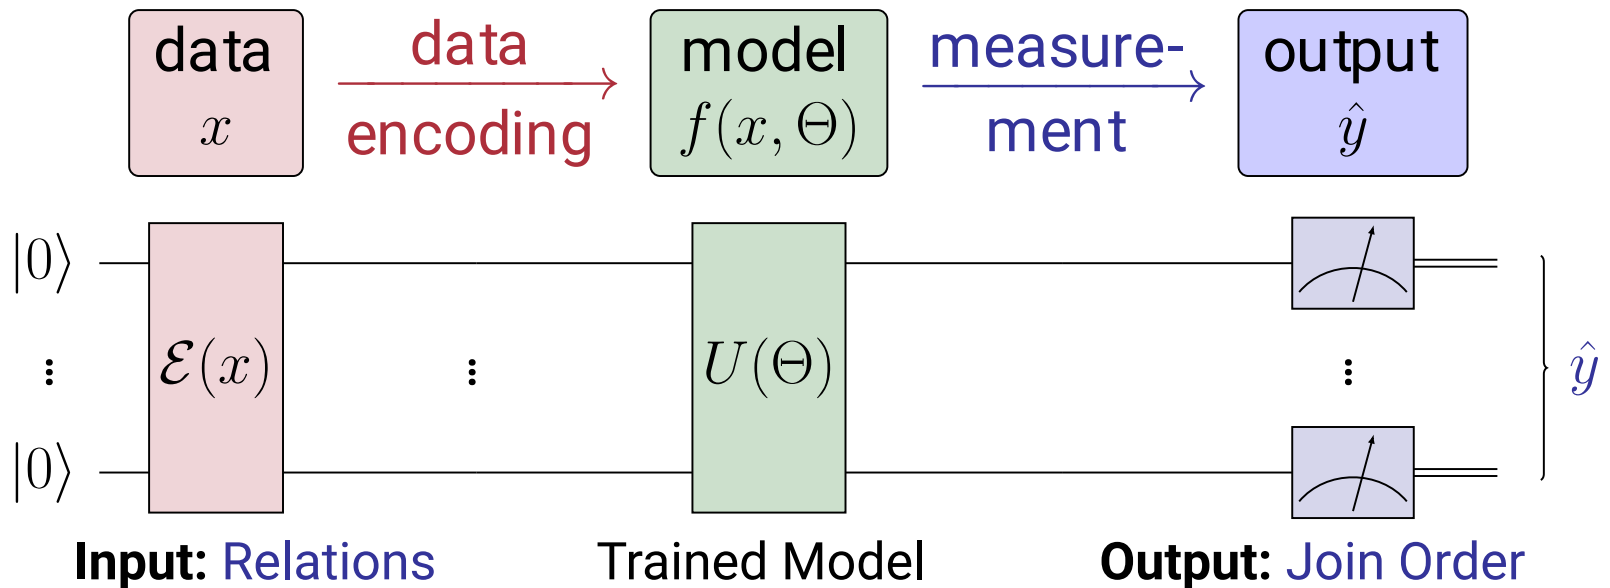 data
x
data
encoding
model
f(x, Θ)
measure-
ment
output
ŷ
|0⟩
⋮
|0⟩
ℰ(x)
⋮
U(Θ)
⋮
ŷ
Input: Relations
Trained Model
Output: Join Order